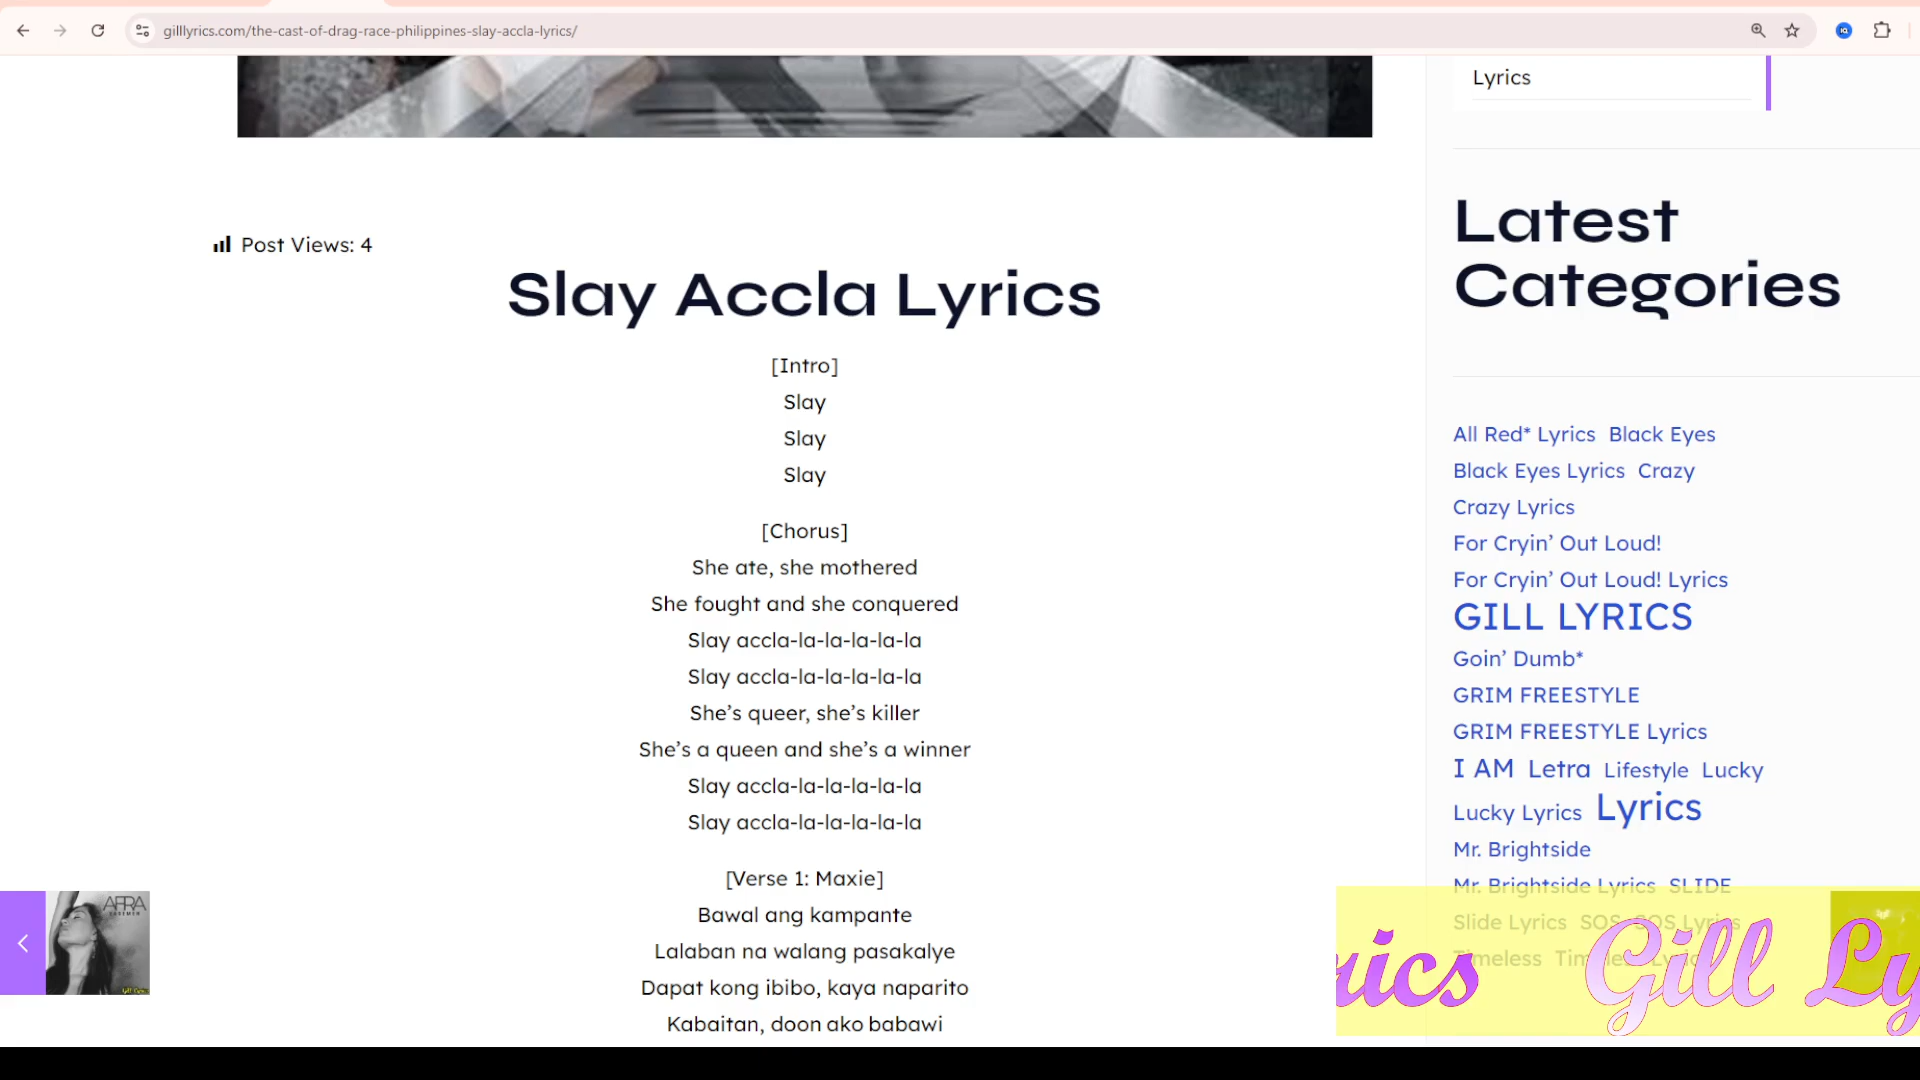 gilllyrics.com/the-cast-of-drag-race-philippines-slay-accla-lyrics/
Post Views: 4
Slay Accla Lyrics
[Intro]
Slay
Slay
Slay
[Chorus]
She ate, she mothered
She fought and she conquered
Slay accla-la-la-la-la-la
Slay accla-la-la-la-la-la
She’s queer, she’s killer
She’s a queen and she’s a winner
Slay accla-la-la-la-la-la
Slay accla-la-la-la-la-la
[Verse 1: Maxie]
Bawal ang kampante
Lalaban na walang pasakalye
Dapat kong ibibo, kaya naparito
Kabaitan, doon ako babawi
Lyrics
Latest
Categories
All Red* Lyrics Black Eyes
Black Eyes Lyrics Crazy
Crazy Lyrics
For Cryin’ Out Loud!
For Cryin’ Out Loud! Lyrics
GILL LYRICS
Goin’ Dumb*
GRIM FREESTYLE
GRIM FREESTYLE Lyrics
I AM Letra Lifestyle Lucky
Lucky Lyrics Lyrics
Mr. Brightside
Mr. Brightside Lyrics SLIDE
Slide Lyrics SOS SOS Lyrics
Timeless
Gill